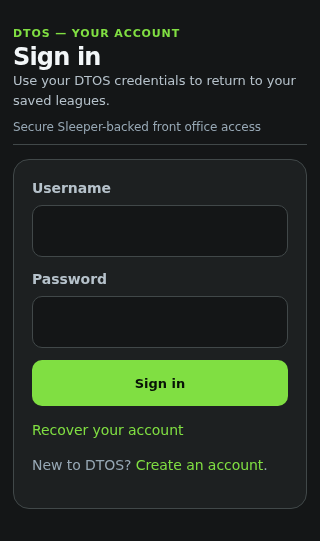 DTOS — YOUR ACCOUNT
Sign in
Use your DTOS credentials to return to your
saved leagues.
Secure Sleeper-backed front office access
Username
Password
Sign in
Recover your account
New to DTOS? Create an account.